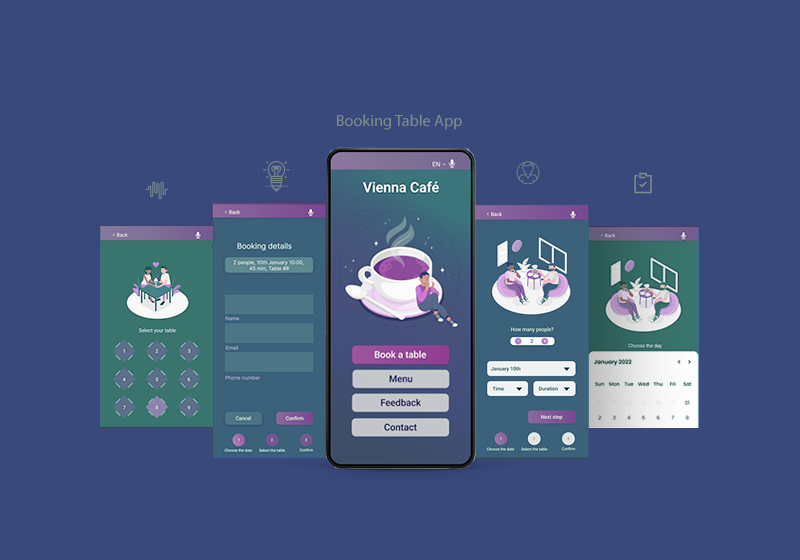 Booking Table App
< Back
Select your table
1 2 3
4 5 6
7 8 9
< Back
Booking details
2 people, 10th January 10:00,
45 min, Table #8
Name
Email
Phone number
Cancel Confirm
1 2 3
Choose the date Select the table Confirm
EN
Vienna Café
Book a table
Menu
Feedback
Contact
< Back
How many people?
- 2 +
January 10th
Time Duration
Next step
1 2 3
Choose the date Select the table Confirm
< Back
Choose the day
January 2022 < >
Sun Mon Tue Wed Thu Fri Sat
2 3 4 5 6 7 8